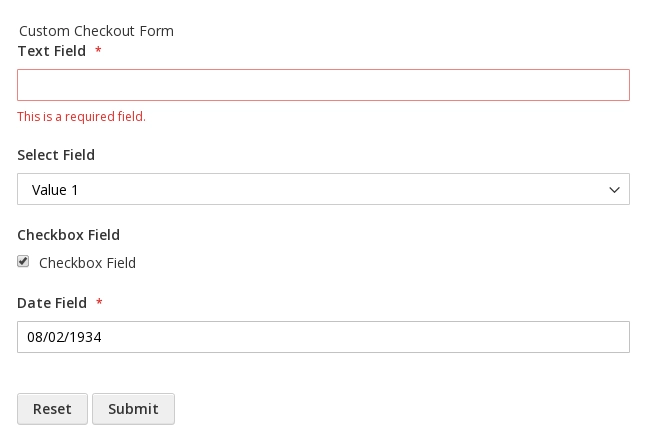 Custom Checkout Form
Text Field *
This is a required field.
Select Field
Value 1
Checkbox Field
Checkbox Field
Date Field *
08/02/1934
Reset Submit